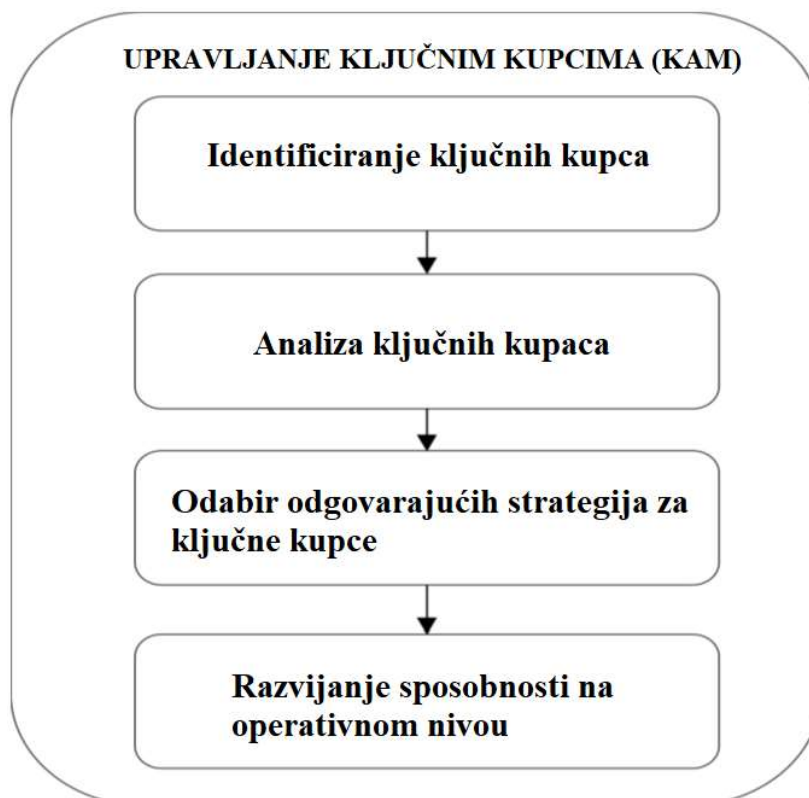 UPRAVLJANJE KLJUČNIM KUPCIMA (KAM)
Identificiranje ključnih kupca
Analiza ključnih kupaca
Odabir odgovarajućih strategija za
ključne kupce
Razvijanje sposobnosti na
operativnom nivou